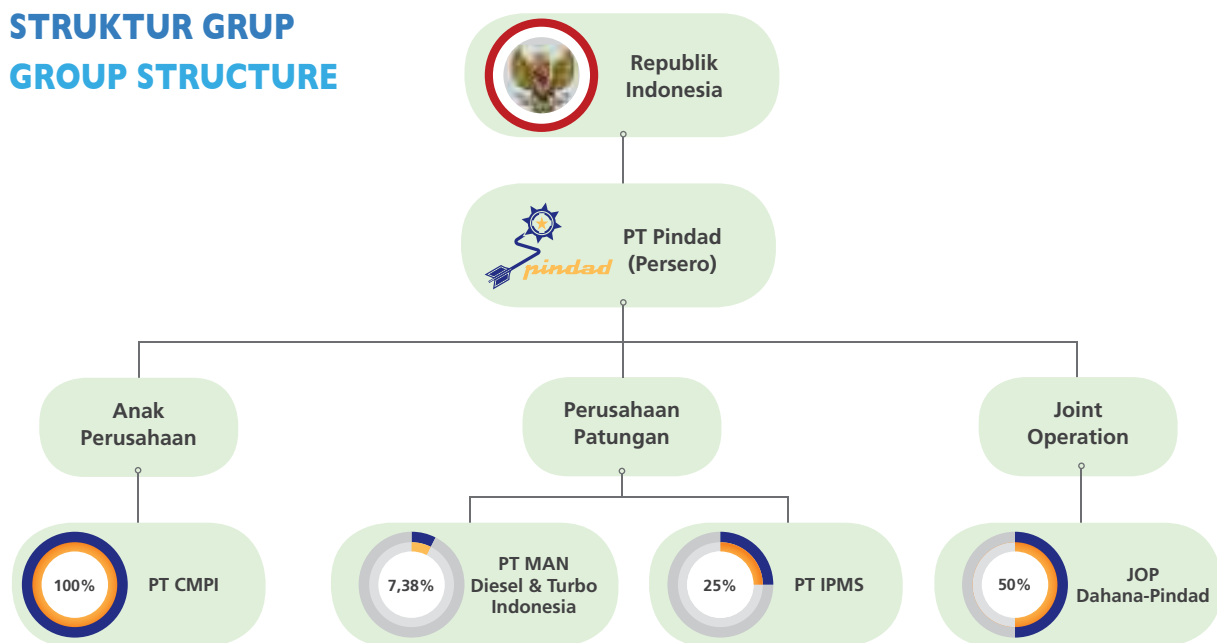 STRUKTUR GRUP
GROUP STRUCTURE
Republik
Indonesia
pindad
PT Pindad
(Persero)
Anak
Perusahaan
Perusahaan
Patungan
Joint
Operation
100%
PT CMPI
7,38%
PT MAN
Diesel & Turbo
Indonesia
25%
PT IPMS
50%
JOP
Dahana-Pindad